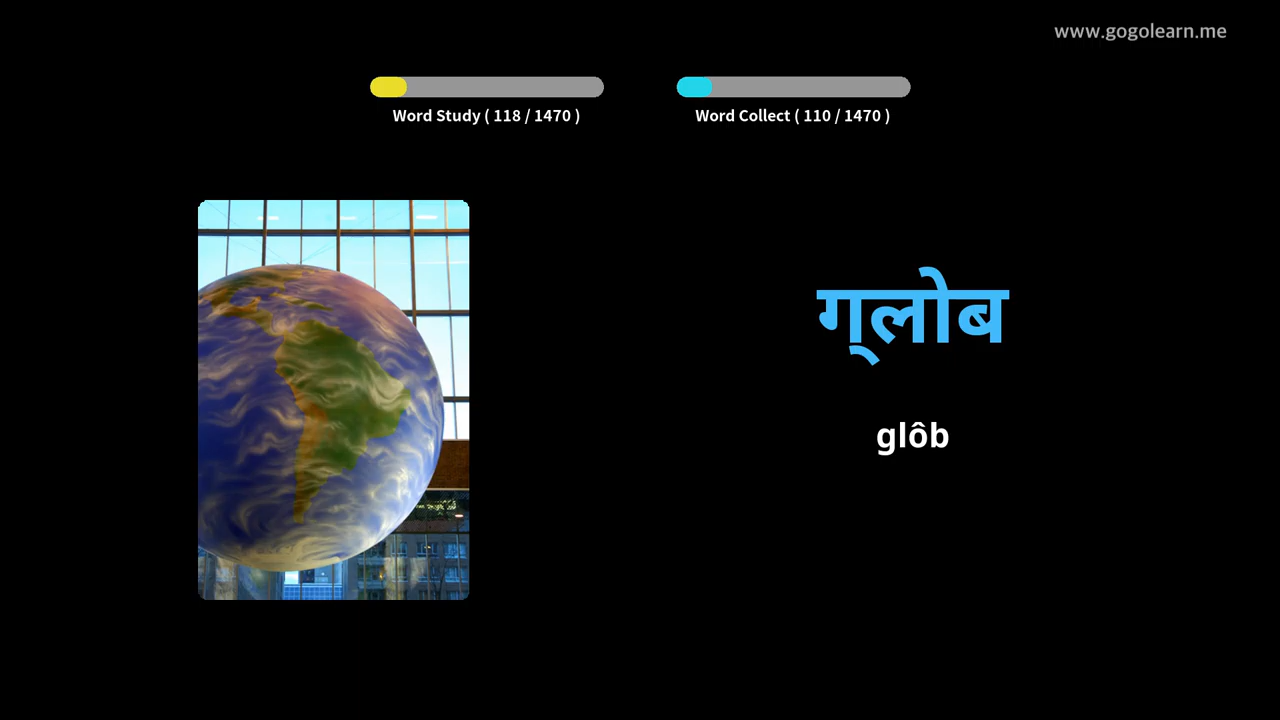 www.gogolearn.me
Word Study ( 118 / 1470 )
Word Collect ( 110 / 1470 )
ग्‌लोब
glôb